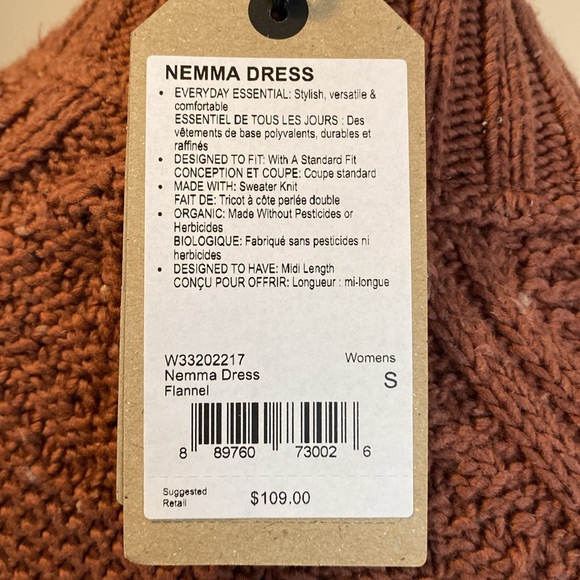 NEMMA DRESS
• EVERYDAY ESSENTIAL: Stylish, versatile &
comfortable
ESSENTIEL DE TOUS LES JOURS : Des
vêtements de base polyvalents, durables et
raffinés
• DESIGNED TO FIT: With A Standard Fit
CONCEPTION ET COUPE: Coupe standard
• MADE WITH: Sweater Knit
FAIT DE: Tricot à côte perlée double
• ORGANIC: Made Without Pesticides or
Herbicides
BIOLOGIQUE: Fabriqué sans pesticides ni
herbicides
• DESIGNED TO HAVE: Midi Length
CONÇU POUR OFFRIR: Longueur : mi-longue
W33202217 Womens
Nemma Dress S
Flannel
8 89760 73002 6
Suggested
Retail $109.00